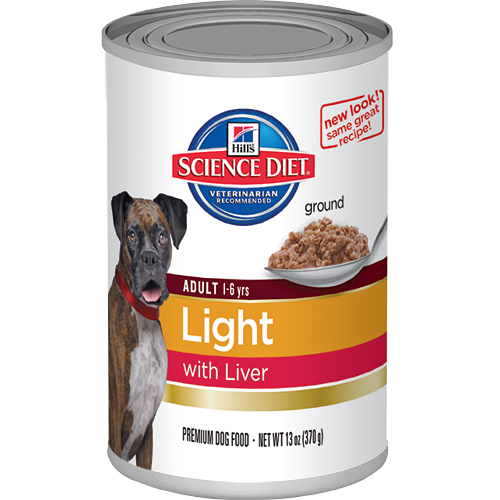 new look!
same great
recipe!
Hill's
SCIENCE DIET
VETERINARIAN
RECOMMENDED
ground
ADULT 1-6 yrs
Light
with Liver
PREMIUM DOG FOOD · NET WT 13 oz (370 g)